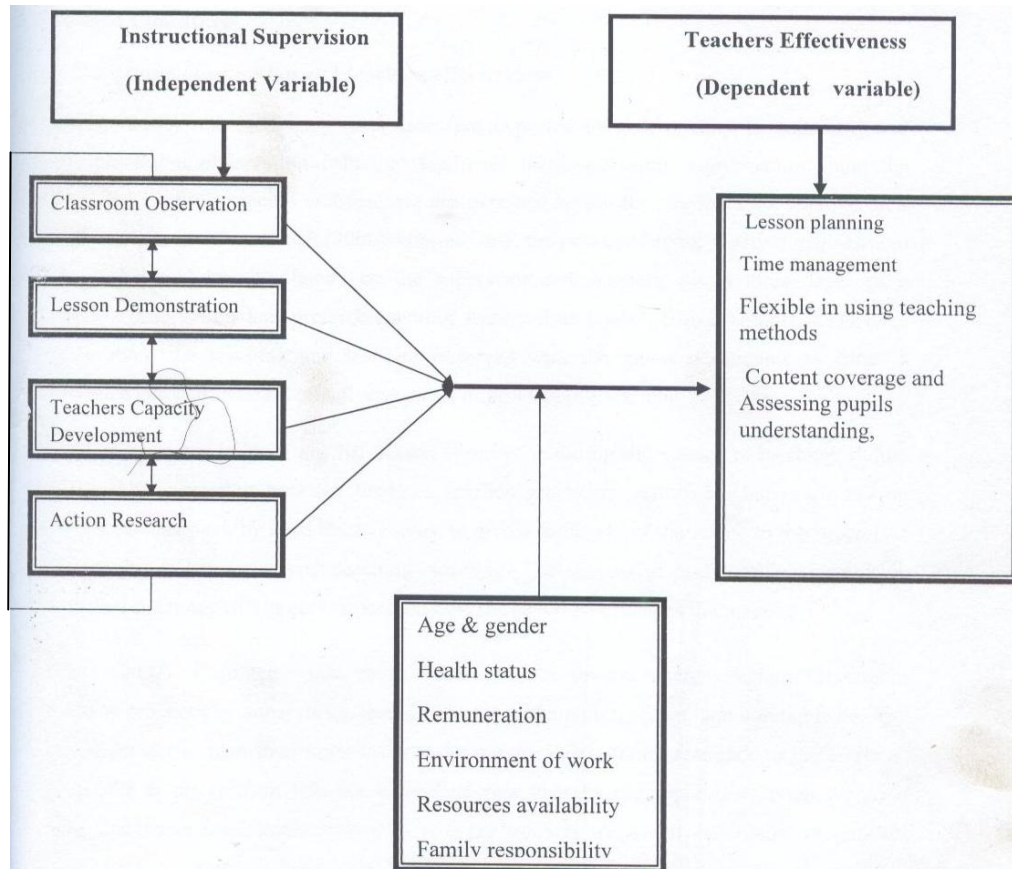 Instructional Supervision
(Independent Variable)
Teachers Effectiveness
(Dependent variable)
Classroom Observation
Lesson Demonstration
Teachers Capacity
Development
Action Research
Lesson planning
Time management
Flexible in using teaching
methods
Content coverage and
Assessing pupils
understanding,
Age & gender
Health status
Remuneration
Environment of work
Resources availability
Family responsibility